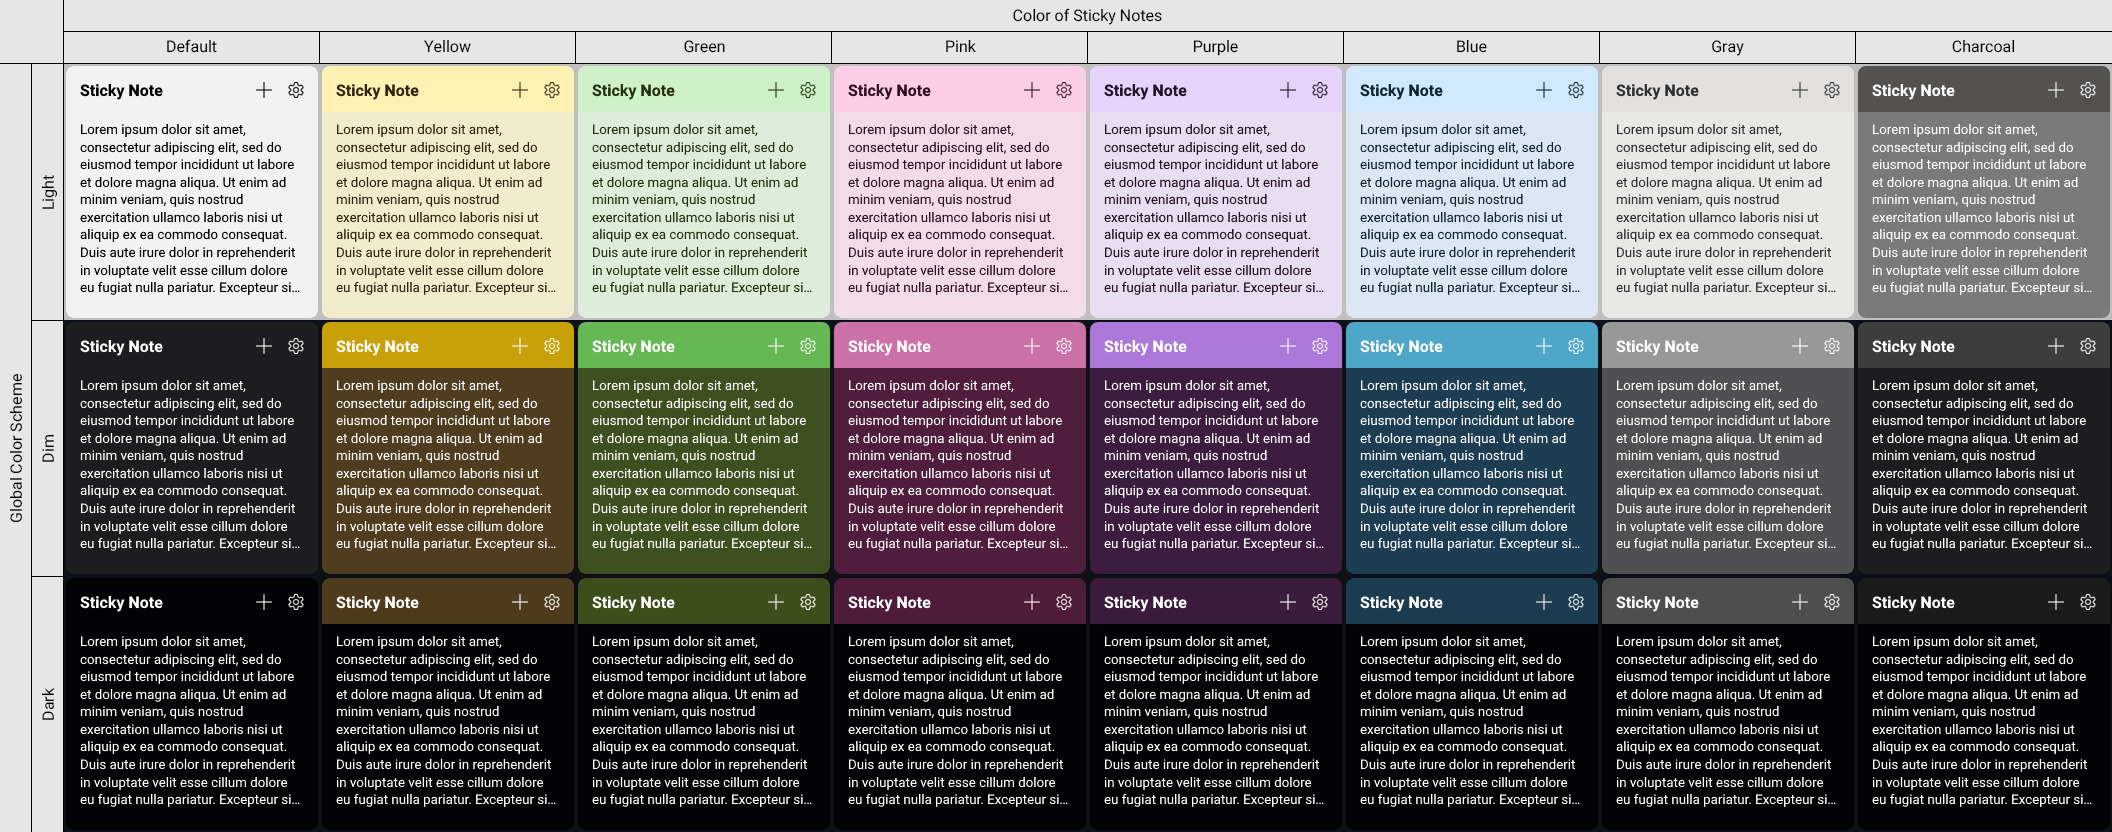 Color of Sticky Notes
Default Yellow Green Pink Purple Blue Gray Charcoal
Global Color Scheme
Light
Sticky Note
Lorem ipsum dolor sit amet,
consectetur adipiscing elit, sed do
eiusmod tempor incididunt ut labore
et dolore magna aliqua. Ut enim ad
minim veniam, quis nostrud
exercitation ullamco laboris nisi ut
aliquip ex ea commodo consequat.
Duis aute irure dolor in reprehenderit
in voluptate velit esse cillum dolore
eu fugiat nulla pariatur. Excepteur si...
Sticky Note
Lorem ipsum dolor sit amet,
consectetur adipiscing elit, sed do
eiusmod tempor incididunt ut labore
et dolore magna aliqua. Ut enim ad
minim veniam, quis nostrud
exercitation ullamco laboris nisi ut
aliquip ex ea commodo consequat.
Duis aute irure dolor in reprehenderit
in voluptate velit esse cillum dolore
eu fugiat nulla pariatur. Excepteur si...
Sticky Note
Lorem ipsum dolor sit amet,
consectetur adipiscing elit, sed do
eiusmod tempor incididunt ut labore
et dolore magna aliqua. Ut enim ad
minim veniam, quis nostrud
exercitation ullamco laboris nisi ut
aliquip ex ea commodo consequat.
Duis aute irure dolor in reprehenderit
in voluptate velit esse cillum dolore
eu fugiat nulla pariatur. Excepteur si...
Sticky Note
Lorem ipsum dolor sit amet,
consectetur adipiscing elit, sed do
eiusmod tempor incididunt ut labore
et dolore magna aliqua. Ut enim ad
minim veniam, quis nostrud
exercitation ullamco laboris nisi ut
aliquip ex ea commodo consequat.
Duis aute irure dolor in reprehenderit
in voluptate velit esse cillum dolore
eu fugiat nulla pariatur. Excepteur si...
Sticky Note
Lorem ipsum dolor sit amet,
consectetur adipiscing elit, sed do
eiusmod tempor incididunt ut labore
et dolore magna aliqua. Ut enim ad
minim veniam, quis nostrud
exercitation ullamco laboris nisi ut
aliquip ex ea commodo consequat.
Duis aute irure dolor in reprehenderit
in voluptate velit esse cillum dolore
eu fugiat nulla pariatur. Excepteur si...
Sticky Note
Lorem ipsum dolor sit amet,
consectetur adipiscing elit, sed do
eiusmod tempor incididunt ut labore
et dolore magna aliqua. Ut enim ad
minim veniam, quis nostrud
exercitation ullamco laboris nisi ut
aliquip ex ea commodo consequat.
Duis aute irure dolor in reprehenderit
in voluptate velit esse cillum dolore
eu fugiat nulla pariatur. Excepteur si...
Sticky Note
Lorem ipsum dolor sit amet,
consectetur adipiscing elit, sed do
eiusmod tempor incididunt ut labore
et dolore magna aliqua. Ut enim ad
minim veniam, quis nostrud
exercitation ullamco laboris nisi ut
aliquip ex ea commodo consequat.
Duis aute irure dolor in reprehenderit
in voluptate velit esse cillum dolore
eu fugiat nulla pariatur. Excepteur si...
Sticky Note
Lorem ipsum dolor sit amet,
consectetur adipiscing elit, sed do
eiusmod tempor incididunt ut labore
et dolore magna aliqua. Ut enim ad
minim veniam, quis nostrud
exercitation ullamco laboris nisi ut
aliquip ex ea commodo consequat.
Duis aute irure dolor in reprehenderit
in voluptate velit esse cillum dolore
eu fugiat nulla pariatur. Excepteur si...
Dim
Sticky Note
Lorem ipsum dolor sit amet,
consectetur adipiscing elit, sed do
eiusmod tempor incididunt ut labore
et dolore magna aliqua. Ut enim ad
minim veniam, quis nostrud
exercitation ullamco laboris nisi ut
aliquip ex ea commodo consequat.
Duis aute irure dolor in reprehenderit
in voluptate velit esse cillum dolore
eu fugiat nulla pariatur. Excepteur si...
Sticky Note
Lorem ipsum dolor sit amet,
consectetur adipiscing elit, sed do
eiusmod tempor incididunt ut labore
et dolore magna aliqua. Ut enim ad
minim veniam, quis nostrud
exercitation ullamco laboris nisi ut
aliquip ex ea commodo consequat.
Duis aute irure dolor in reprehenderit
in voluptate velit esse cillum dolore
eu fugiat nulla pariatur. Excepteur si...
Sticky Note
Lorem ipsum dolor sit amet,
consectetur adipiscing elit, sed do
eiusmod tempor incididunt ut labore
et dolore magna aliqua. Ut enim ad
minim veniam, quis nostrud
exercitation ullamco laboris nisi ut
aliquip ex ea commodo consequat.
Duis aute irure dolor in reprehenderit
in voluptate velit esse cillum dolore
eu fugiat nulla pariatur. Excepteur si...
Sticky Note
Lorem ipsum dolor sit amet,
consectetur adipiscing elit, sed do
eiusmod tempor incididunt ut labore
et dolore magna aliqua. Ut enim ad
minim veniam, quis nostrud
exercitation ullamco laboris nisi ut
aliquip ex ea commodo consequat.
Duis aute irure dolor in reprehenderit
in voluptate velit esse cillum dolore
eu fugiat nulla pariatur. Excepteur si...
Sticky Note
Lorem ipsum dolor sit amet,
consectetur adipiscing elit, sed do
eiusmod tempor incididunt ut labore
et dolore magna aliqua. Ut enim ad
minim veniam, quis nostrud
exercitation ullamco laboris nisi ut
aliquip ex ea commodo consequat.
Duis aute irure dolor in reprehenderit
in voluptate velit esse cillum dolore
eu fugiat nulla pariatur. Excepteur si...
Sticky Note
Lorem ipsum dolor sit amet,
consectetur adipiscing elit, sed do
eiusmod tempor incididunt ut labore
et dolore magna aliqua. Ut enim ad
minim veniam, quis nostrud
exercitation ullamco laboris nisi ut
aliquip ex ea commodo consequat.
Duis aute irure dolor in reprehenderit
in voluptate velit esse cillum dolore
eu fugiat nulla pariatur. Excepteur si...
Sticky Note
Lorem ipsum dolor sit amet,
consectetur adipiscing elit, sed do
eiusmod tempor incididunt ut labore
et dolore magna aliqua. Ut enim ad
minim veniam, quis nostrud
exercitation ullamco laboris nisi ut
aliquip ex ea commodo consequat.
Duis aute irure dolor in reprehenderit
in voluptate velit esse cillum dolore
eu fugiat nulla pariatur. Excepteur si...
Sticky Note
Lorem ipsum dolor sit amet,
consectetur adipiscing elit, sed do
eiusmod tempor incididunt ut labore
et dolore magna aliqua. Ut enim ad
minim veniam, quis nostrud
exercitation ullamco laboris nisi ut
aliquip ex ea commodo consequat.
Duis aute irure dolor in reprehenderit
in voluptate velit esse cillum dolore
eu fugiat nulla pariatur. Excepteur si...
Dark
Sticky Note
Lorem ipsum dolor sit amet,
consectetur adipiscing elit, sed do
eiusmod tempor incididunt ut labore
et dolore magna aliqua. Ut enim ad
minim veniam, quis nostrud
exercitation ullamco laboris nisi ut
aliquip ex ea commodo consequat.
Duis aute irure dolor in reprehenderit
in voluptate velit esse cillum dolore
eu fugiat nulla pariatur. Excepteur si...
Sticky Note
Lorem ipsum dolor sit amet,
consectetur adipiscing elit, sed do
eiusmod tempor incididunt ut labore
et dolore magna aliqua. Ut enim ad
minim veniam, quis nostrud
exercitation ullamco laboris nisi ut
aliquip ex ea commodo consequat.
Duis aute irure dolor in reprehenderit
in voluptate velit esse cillum dolore
eu fugiat nulla pariatur. Excepteur si...
Sticky Note
Lorem ipsum dolor sit amet,
consectetur adipiscing elit, sed do
eiusmod tempor incididunt ut labore
et dolore magna aliqua. Ut enim ad
minim veniam, quis nostrud
exercitation ullamco laboris nisi ut
aliquip ex ea commodo consequat.
Duis aute irure dolor in reprehenderit
in voluptate velit esse cillum dolore
eu fugiat nulla pariatur. Excepteur si...
Sticky Note
Lorem ipsum dolor sit amet,
consectetur adipiscing elit, sed do
eiusmod tempor incididunt ut labore
et dolore magna aliqua. Ut enim ad
minim veniam, quis nostrud
exercitation ullamco laboris nisi ut
aliquip ex ea commodo consequat.
Duis aute irure dolor in reprehenderit
in voluptate velit esse cillum dolore
eu fugiat nulla pariatur. Excepteur si...
Sticky Note
Lorem ipsum dolor sit amet,
consectetur adipiscing elit, sed do
eiusmod tempor incididunt ut labore
et dolore magna aliqua. Ut enim ad
minim veniam, quis nostrud
exercitation ullamco laboris nisi ut
aliquip ex ea commodo consequat.
Duis aute irure dolor in reprehenderit
in voluptate velit esse cillum dolore
eu fugiat nulla pariatur. Excepteur si...
Sticky Note
Lorem ipsum dolor sit amet,
consectetur adipiscing elit, sed do
eiusmod tempor incididunt ut labore
et dolore magna aliqua. Ut enim ad
minim veniam, quis nostrud
exercitation ullamco laboris nisi ut
aliquip ex ea commodo consequat.
Duis aute irure dolor in reprehenderit
in voluptate velit esse cillum dolore
eu fugiat nulla pariatur. Excepteur si...
Sticky Note
Lorem ipsum dolor sit amet,
consectetur adipiscing elit, sed do
eiusmod tempor incididunt ut labore
et dolore magna aliqua. Ut enim ad
minim veniam, quis nostrud
exercitation ullamco laboris nisi ut
aliquip ex ea commodo consequat.
Duis aute irure dolor in reprehenderit
in voluptate velit esse cillum dolore
eu fugiat nulla pariatur. Excepteur si...
Sticky Note
Lorem ipsum dolor sit amet,
consectetur adipiscing elit, sed do
eiusmod tempor incididunt ut labore
et dolore magna aliqua. Ut enim ad
minim veniam, quis nostrud
exercitation ullamco laboris nisi ut
aliquip ex ea commodo consequat.
Duis aute irure dolor in reprehenderit
in voluptate velit esse cillum dolore
eu fugiat nulla pariatur. Excepteur si...